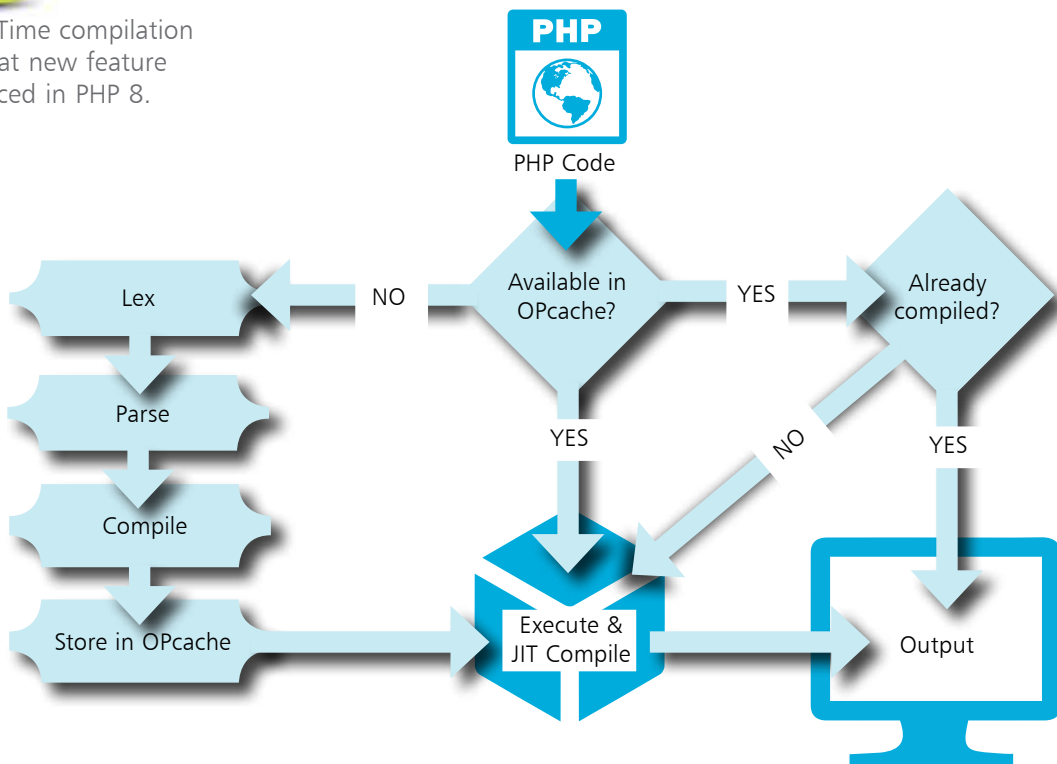 Time compilation
at new feature
ced in PHP 8.
PHP
PHP Code
Available in
OPcache?
Already
compiled?
NO
YES
Lex
Parse
Compile
Store in OPcache
YES
NO
YES
Execute &
JIT Compile
Output